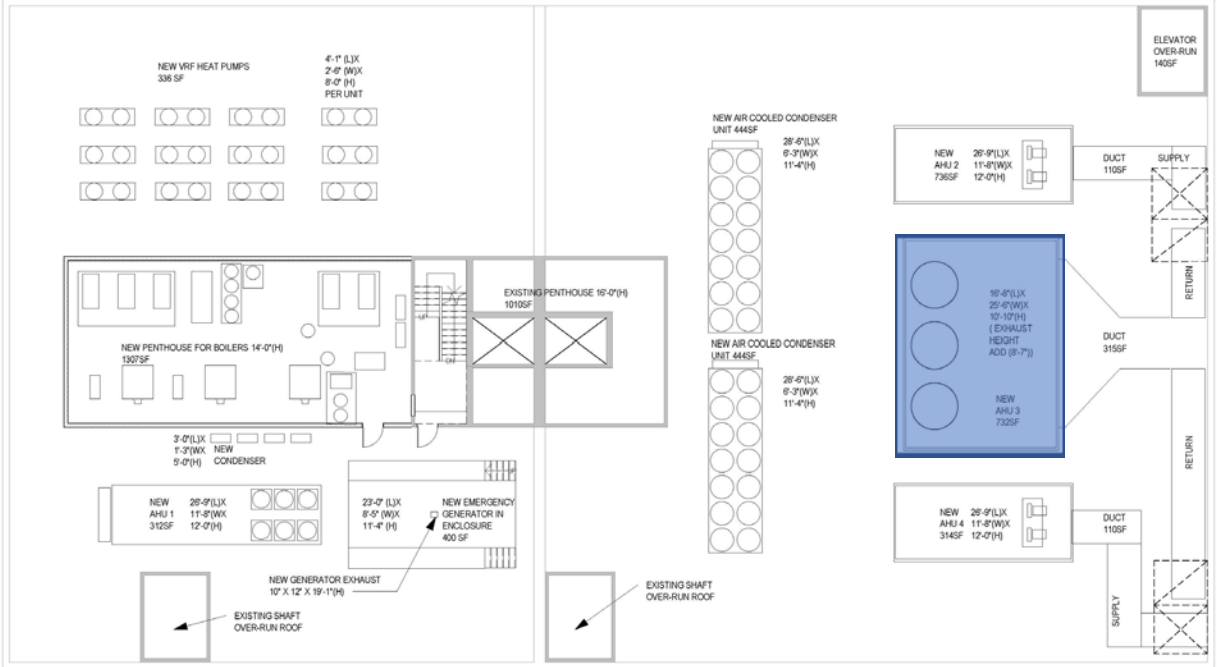 NEW VRF HEAT PUMPS
336 SF
4'-1" (L)X
2'-6" (W)X
8'-0" (H)
PER UNIT
ELEVATOR
OVER-RUN
140SF
NEW AIR COOLED CONDENSER
UNIT 444SF
28'-6"(L)X
6'-3"(W)X
11'-4"(H)
NEW
AHU 2
736SF
26'-9"(L)X
11'-8"(W)X
12'-0"(H)
DUCT
110SF
SUPPLY
RETURN
EXISTING PENTHOUSE 16'-0"(H)
1010SF
UP
DN
NEW PENTHOUSE FOR BOILERS 14'-0"(H)
1307SF
16'-8"(L)X
25'-6"(W)X
10'-10"(H)
( EXHAUST
HEIGHT
ADD (8'-7"))
NEW
AHU 3
732SF
DUCT
315SF
NEW AIR COOLED CONDENSER
UNIT 444SF
28'-6"(L)X
6'-3"(W)X
11'-4"(H)
RETURN
3'-0"(L)X
1'-3"(WX
5'-0"(H)
NEW
CONDENSER
NEW
AHU 1
312SF
26'-9"(L)X
11'-8"(WX
12'-0"(H)
23'-0" (L)X
8'-5" (W)X
11'-4" (H)
NEW EMERGENCY
GENERATOR IN
ENCLOSURE
400 SF
NEW
AHU 4
314SF
26'-9"(L)X
11'-8"(W)X
12'-0"(H)
DUCT
110SF
SUPPLY
NEW GENERATOR EXHAUST
10" X 12" X 19'-1"(H)
EXISTING SHAFT
OVER-RUN ROOF
EXISTING SHAFT
OVER-RUN ROOF